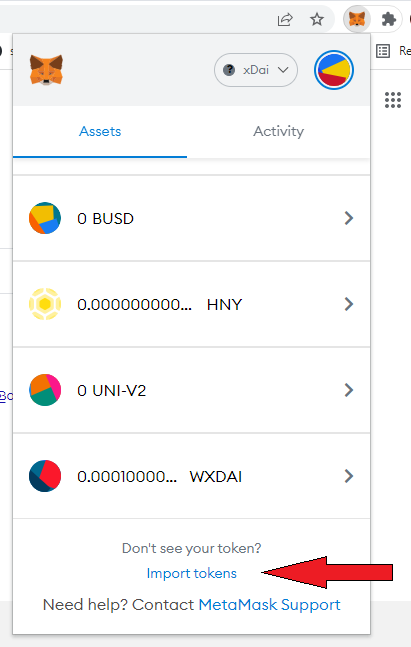 xDai
Re
Assets
Activity
0 BUSD
0.000000000... HNY
0 UNI-V2
0.00010000... WXDAI
Don't see your token?
Import tokens
Need help? Contact MetaMask Support